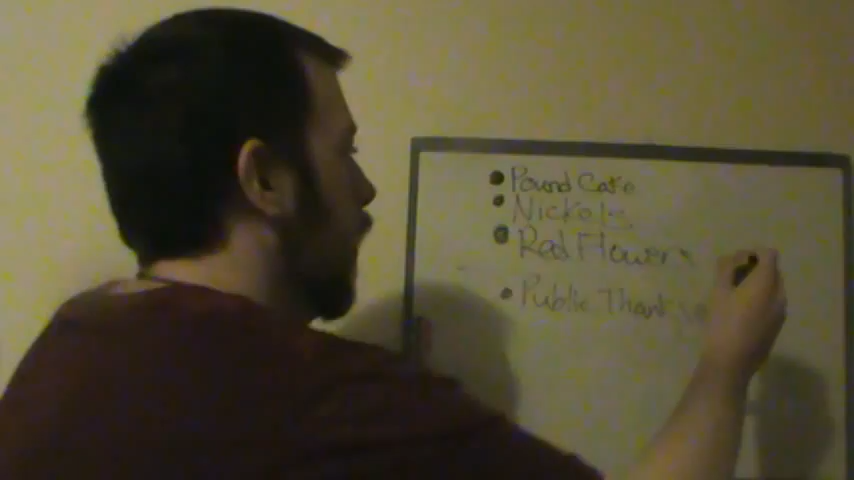 • Pound Cake
• Nickels
• Red Flowers
• Public Thank